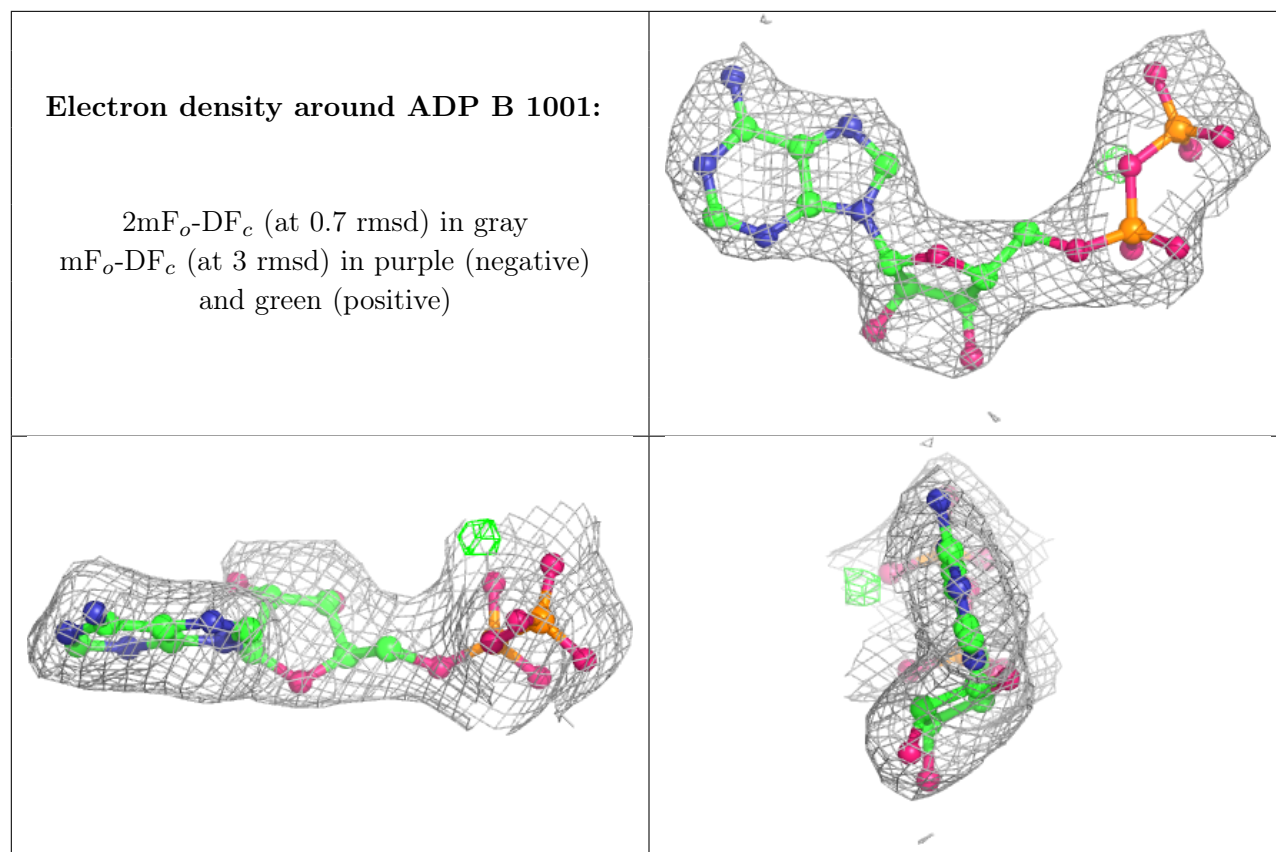 Electron density around ADP B 1001:
2mFo-DFc (at 0.7 rmsd) in gray
mFo-DFc (at 3 rmsd) in purple (negative)
and green (positive)